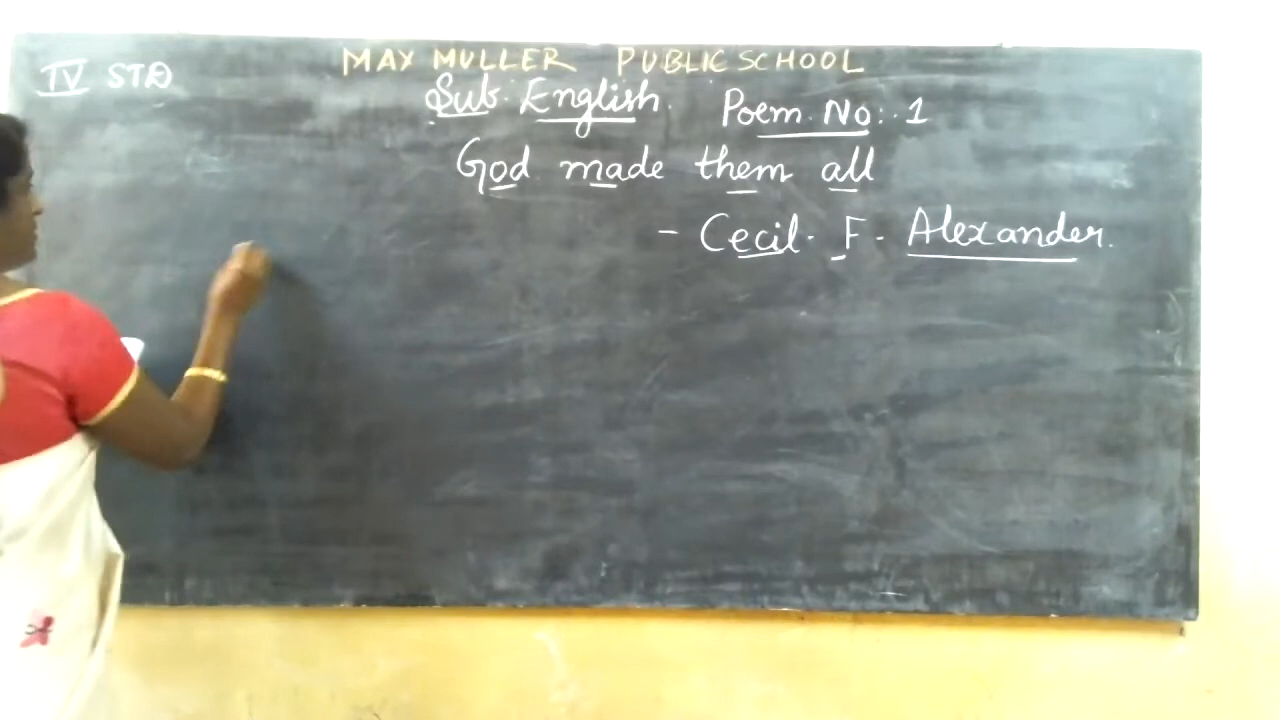 MAX MULLER PUBLIC SCHOOL
IV STD
Sub. English. Poem No: 1
God made them all
- Cecil. F. Alexander.